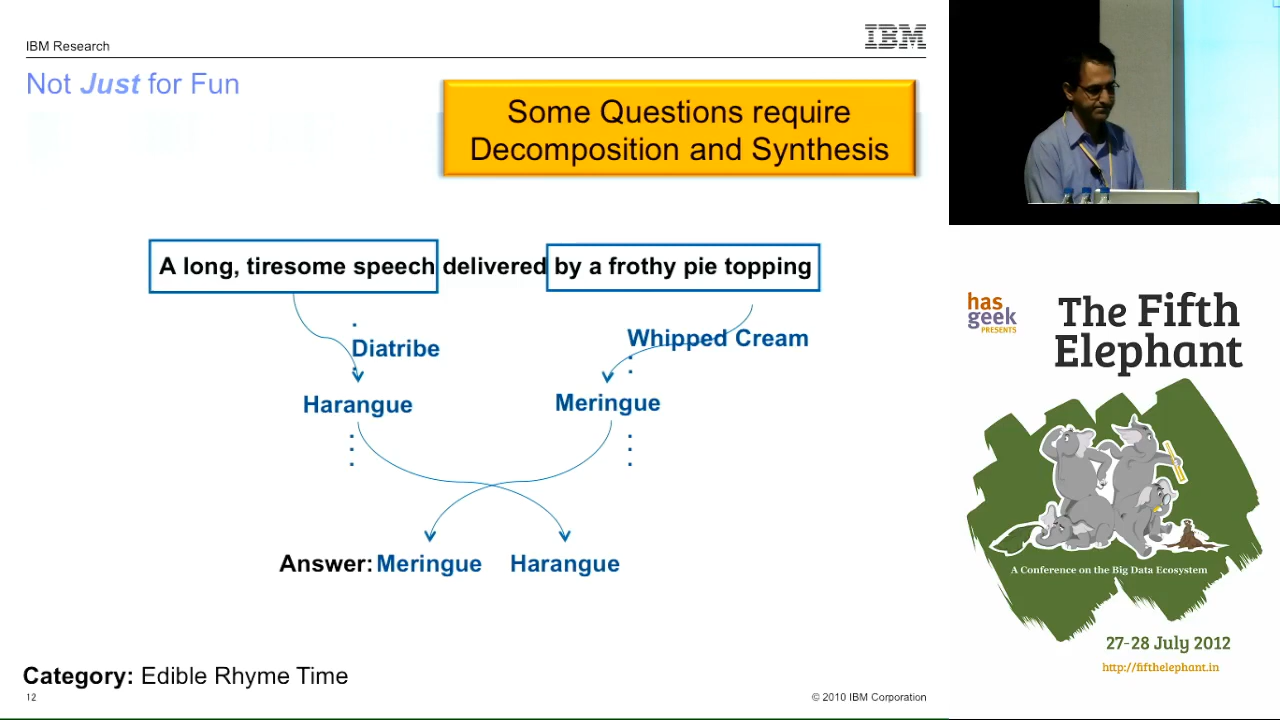 IBM Research
IBM
Not Just for Fun
Some Questions require
Decomposition and Synthesis
A long, tiresome speech delivered by a frothy pie topping
Diatribe
Whipped Cream
Harangue
Meringue
Answer: Meringue Harangue
Category: Edible Rhyme Time
12
© 2010 IBM Corporation
has
geek
PRESENTS
The Fifth
Elephant
A Conference on the Big Data Ecosystem
27-28 July 2012
http://fifthelephant.in